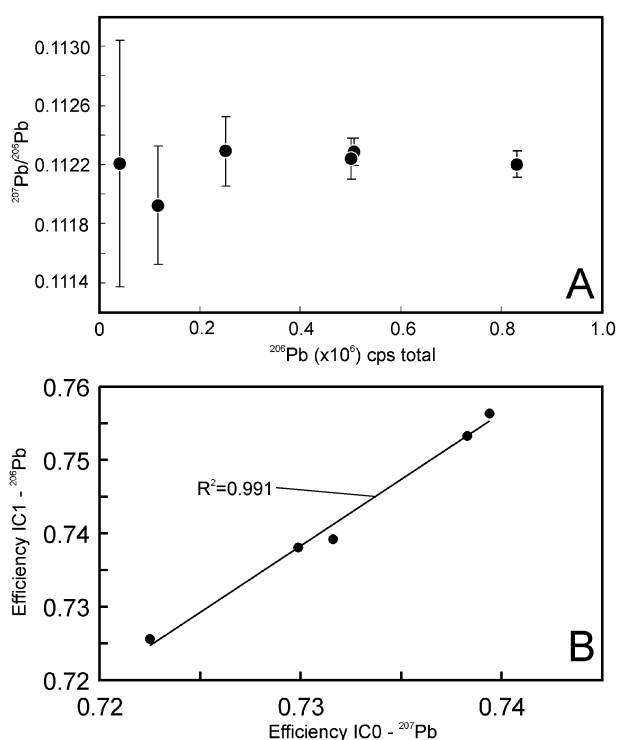 0.1130
0.1126
0.1122
0.1118
0.1114
²⁰⁷Pb/²⁰⁶Pb
A
0 0.2 0.4 0.6 0.8 1.0
²⁰⁶Pb (x10⁶) cps total
0.76
0.75
0.74
0.73
0.72
Efficiency IC1 - ²⁰⁶Pb
R²=0.991
B
0.72 0.73 0.74
Efficiency IC0 - ²⁰⁷Pb